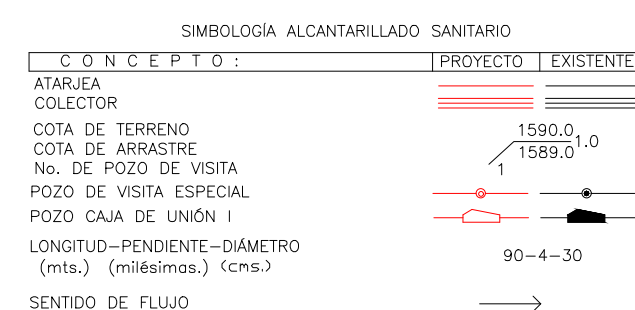 SIMBOLOGÍA ALCANTARILLADO SANITARIO
CONCEPTO: PROYECTO EXISTENTE
ATARJEA
COLECTOR
COTA DE TERRENO 1590.0
COTA DE ARRASTRE 1589.0 1.0
No. DE POZO DE VISITA 1
POZO DE VISITA ESPECIAL
POZO CAJA DE UNIÓN I
LONGITUD-PENDIENTE-DIÁMETRO
(mts.) (milésimas.) (cms.) 90-4-30
SENTIDO DE FLUJO